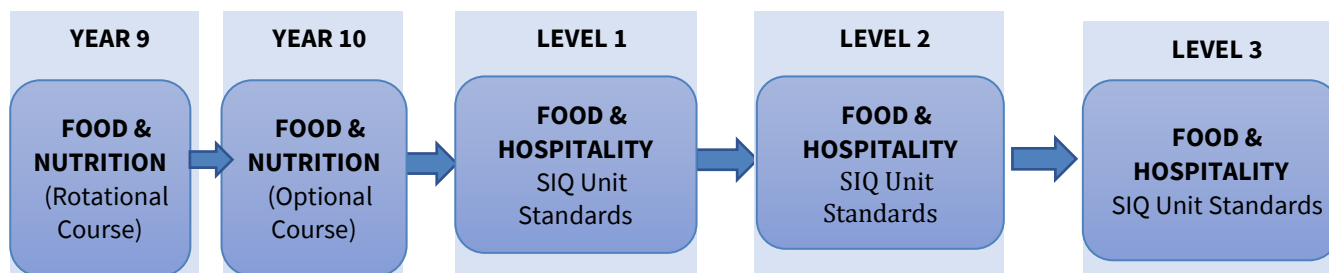 YEAR 9
FOOD &
NUTRITION
(Rotational
Course)
YEAR 10
FOOD &
NUTRITION
(Optional
Course)
LEVEL 1
FOOD &
HOSPITALITY
SIQ Unit
Standards
LEVEL 2
FOOD &
HOSPITALITY
SIQ Unit
Standards
LEVEL 3
FOOD &
HOSPITALITY
SIQ Unit Standards